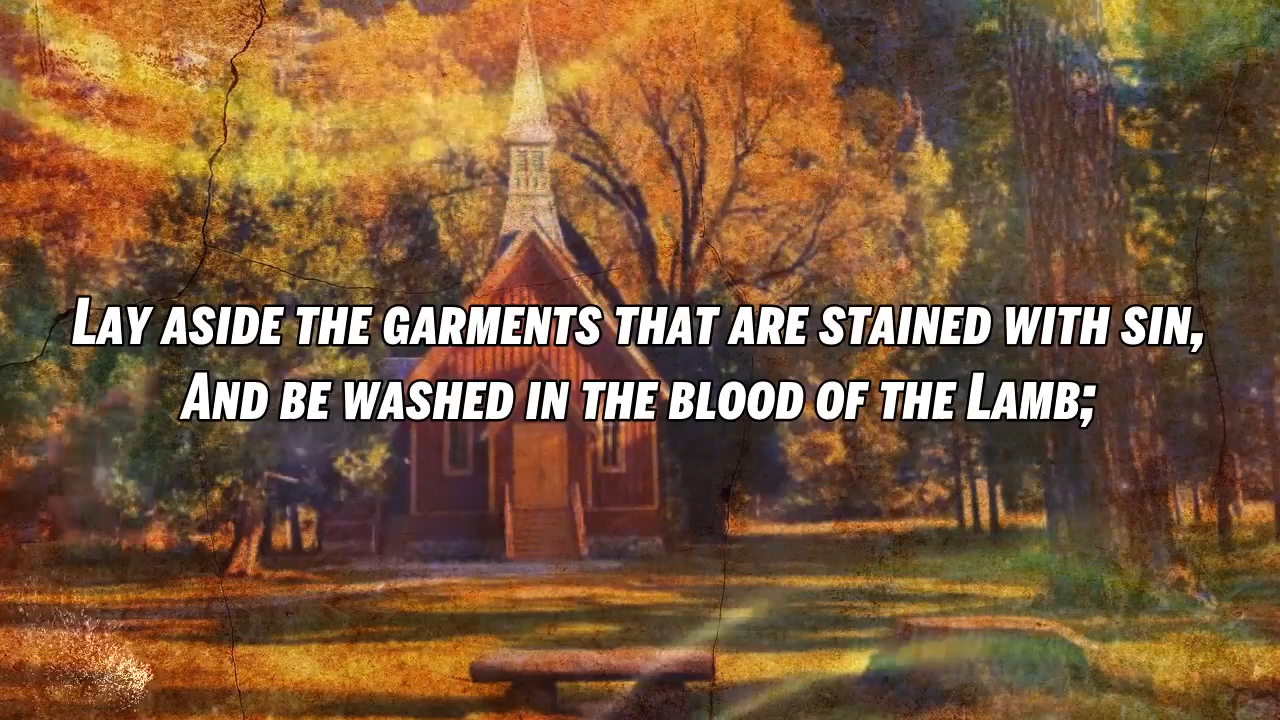 Lay aside the garments that are stained with sin,
And be washed in the blood of the Lamb;